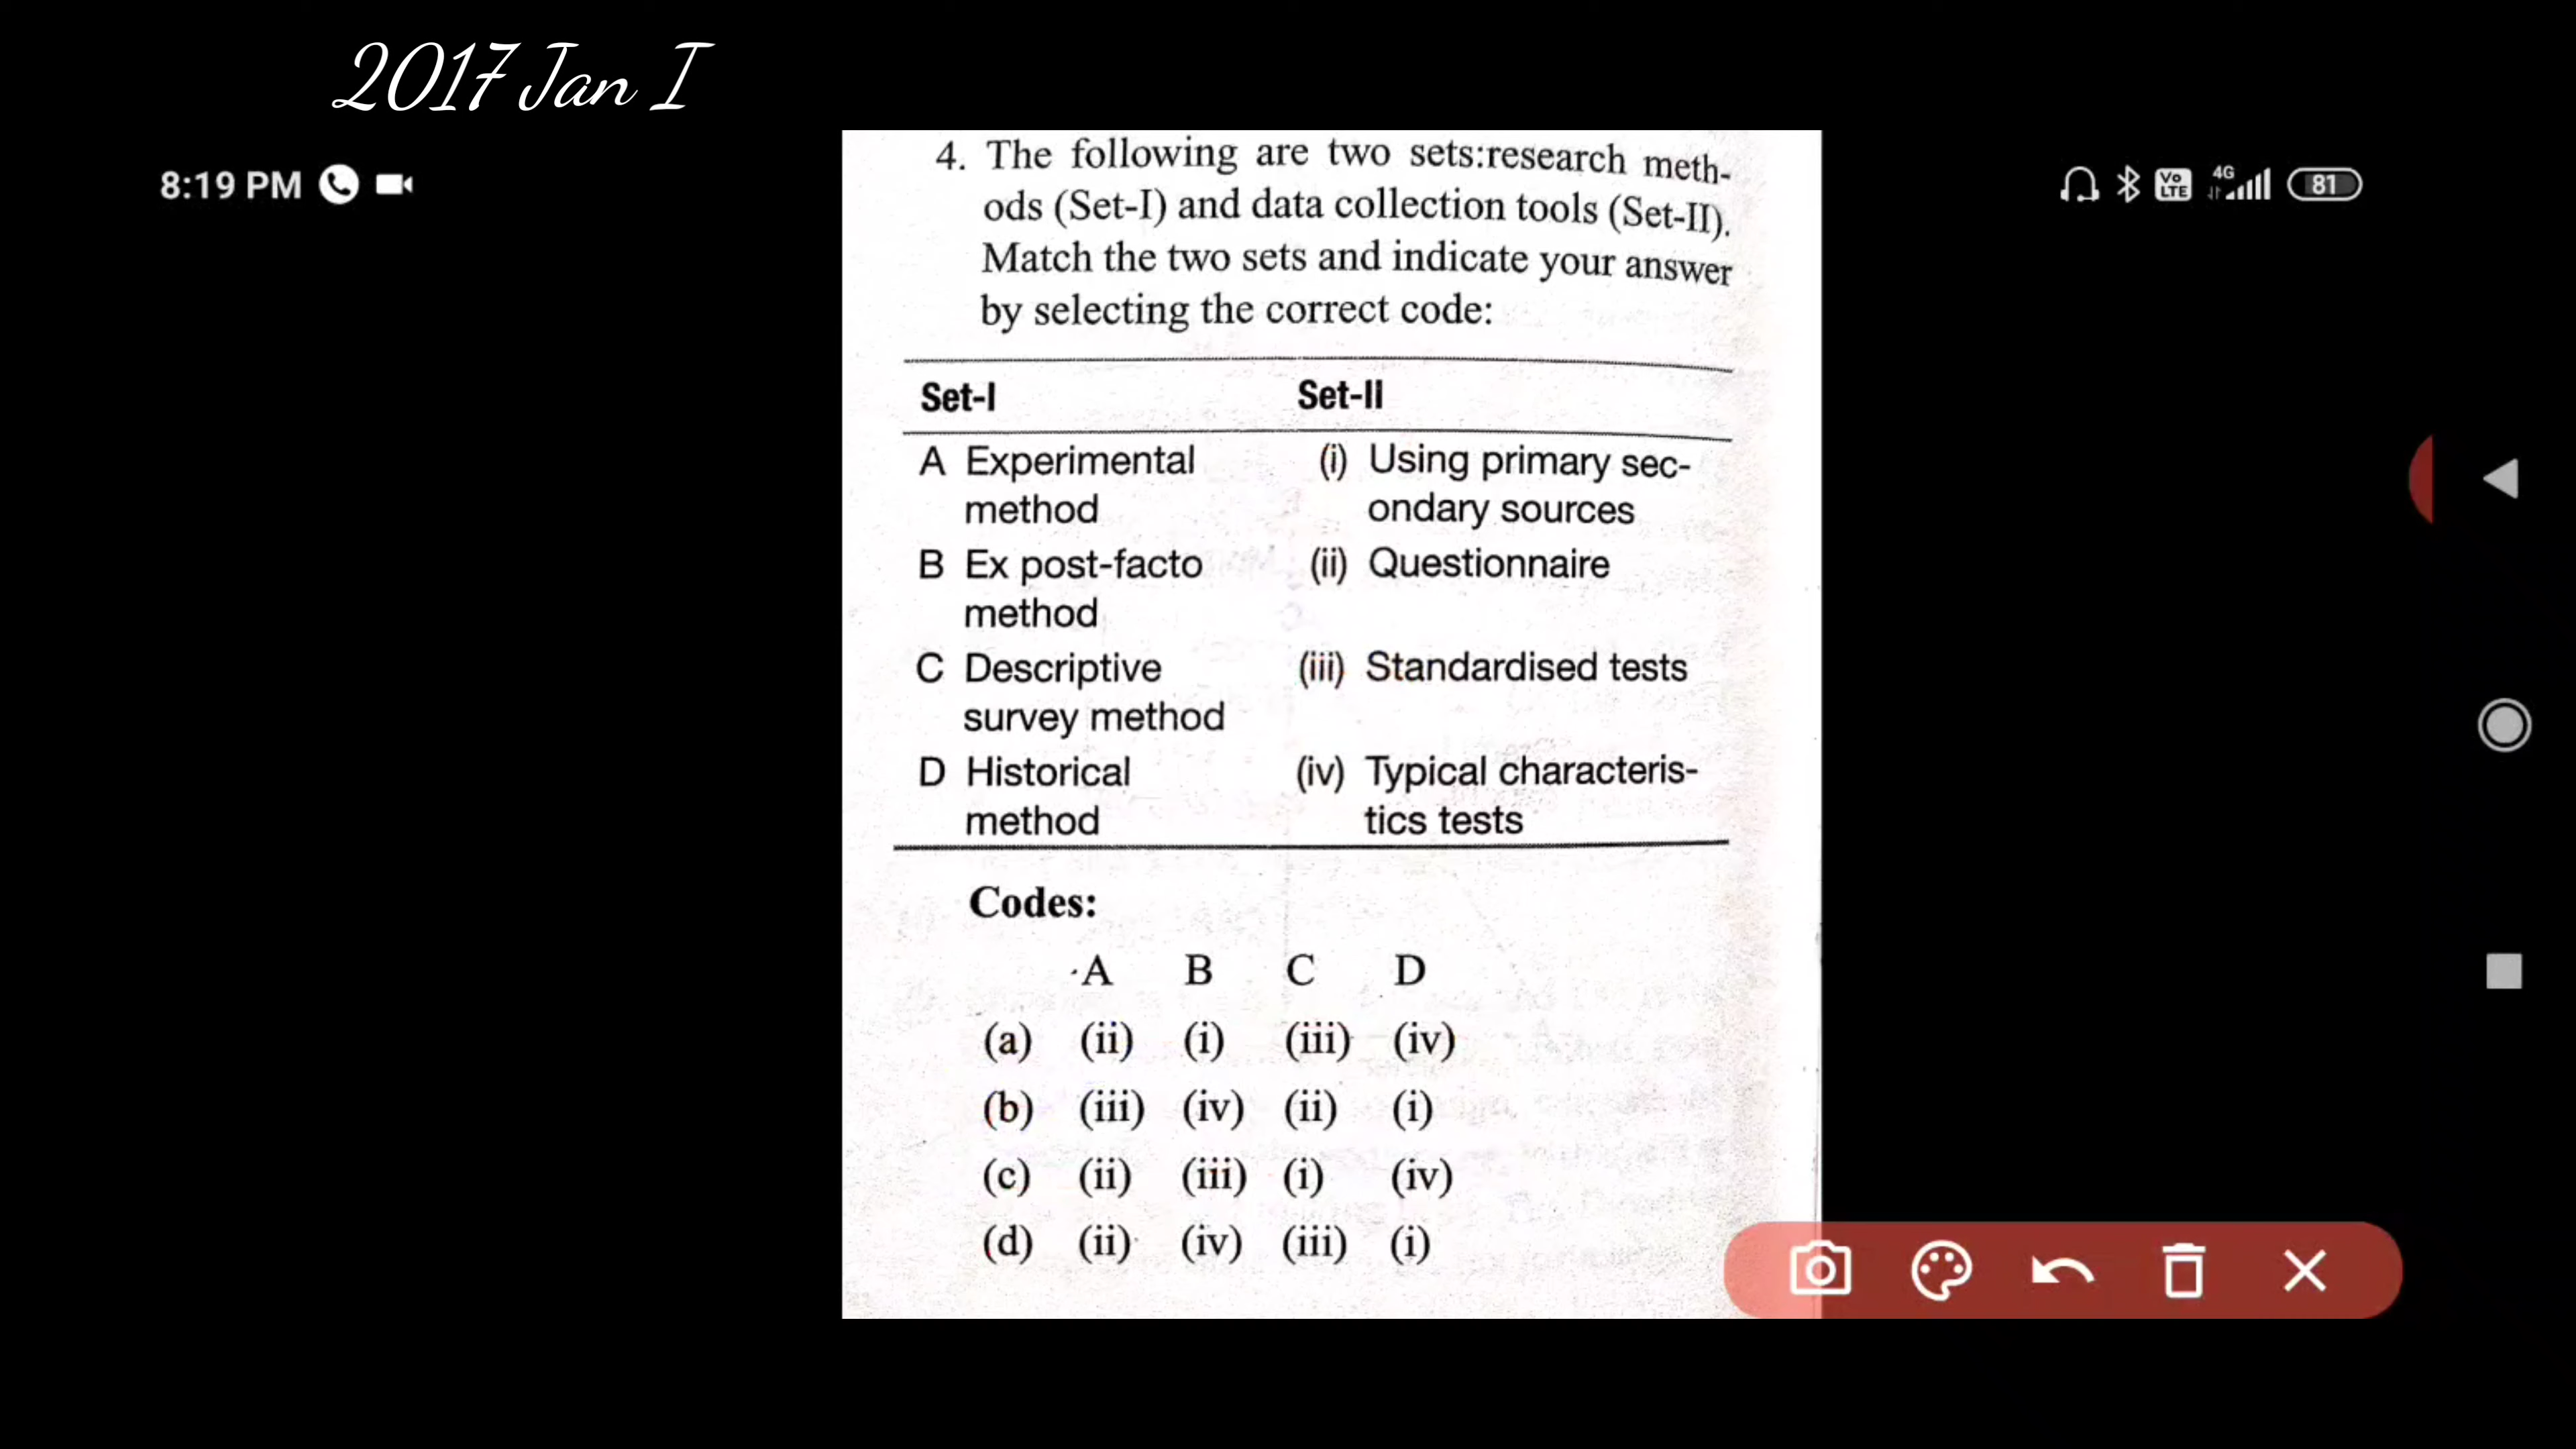 2017 Jan I
8:19 PM
Vo LTE 4G 81
4. The following are two sets:research meth-
ods (Set-I) and data collection tools (Set-II).
Match the two sets and indicate your answer
by selecting the correct code:
Set-I Set-II
A Experimental (i) Using primary sec-
method ondary sources
B Ex post-facto (ii) Questionnaire
method
C Descriptive (iii) Standardised tests
survey method
D Historical (iv) Typical characteris-
method tics tests
Codes:
A B C D
(a) (ii) (i) (iii) (iv)
(b) (iii) (iv) (ii) (i)
(c) (ii) (iii) (i) (iv)
(d) (ii) (iv) (iii) (i)